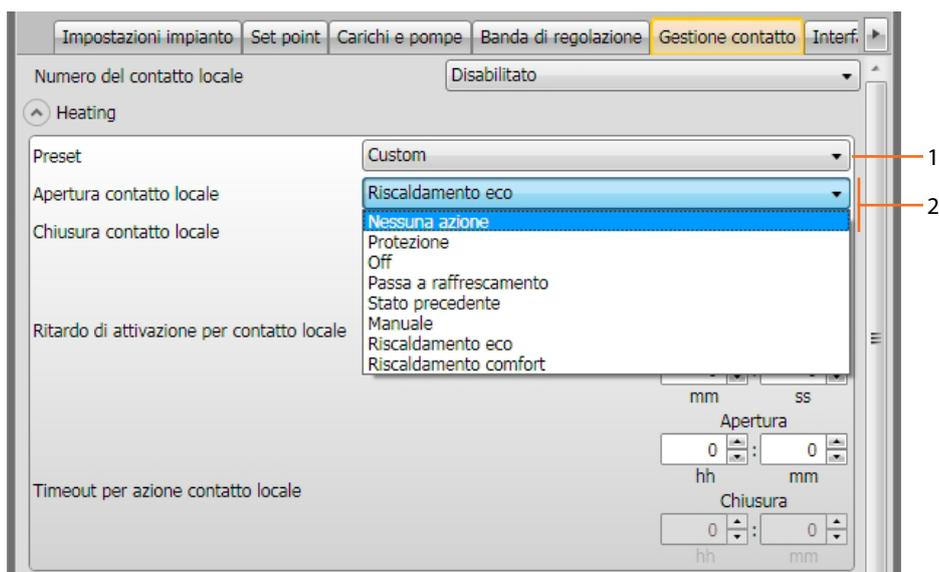 Impostazioni impianto Set point Carichi e pompe Banda di regolazione Gestione contatto Interf.
Numero del contatto locale Disabilitato
Heating
Preset Custom 1
Apertura contatto locale Riscaldamento eco 2
Chiusura contatto locale Nessuna azione
Protezione
Off
Passa a raffrescamento
Stato precedente
Manuale
Ritardo di attivazione per contatto locale Riscaldamento eco
Riscaldamento comfort
mm ss
Apertura
0 : 0
hh mm
Timeout per azione contatto locale
Chiusura
0 : 0
hh mm